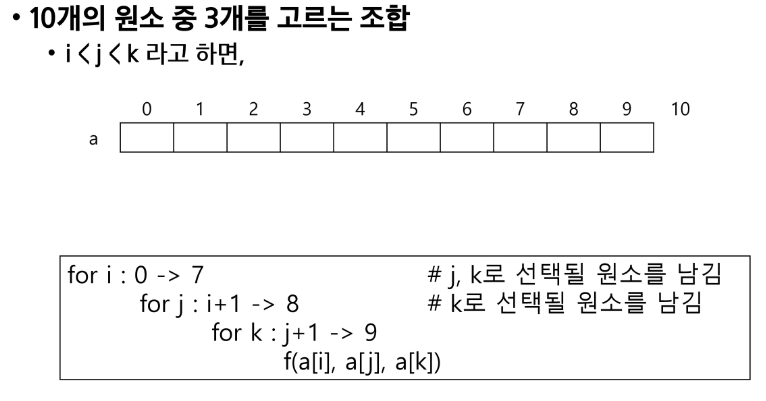 • 10개의 원소 중 3개를 고르는 조합
• i < j < k 라고 하면,
0 1 2 3 4 5 6 7 8 9 10
a
for i : 0 -> 7 # j, k로 선택될 원소를 남김
for j : i+1 -> 8 # k로 선택될 원소를 남김
for k : j+1 -> 9
f(a[i], a[j], a[k])